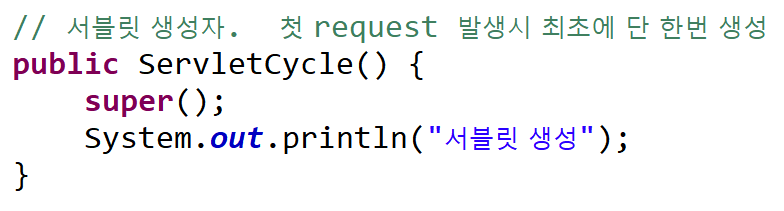 // 서블릿 생성자.  첫 request 발생시 최초에 단 한번 생성
public ServletCycle() {
    super();
    System.out.println("서블릿 생성");
}